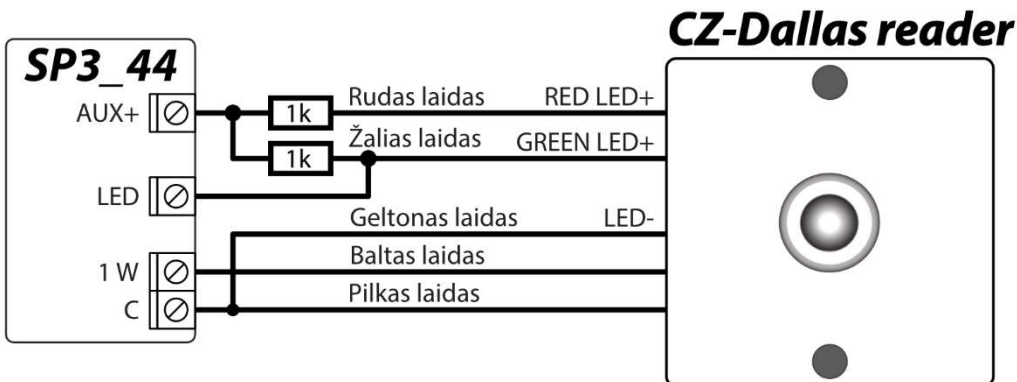 CZ-Dallas reader
SP3_44
AUX+
1k
Rudas laidas
RED LED+
1k
Žalias laidas
GREEN LED+
LED
Geltonas laidas
LED-
1 W
Baltas laidas
C
Pilkas laidas